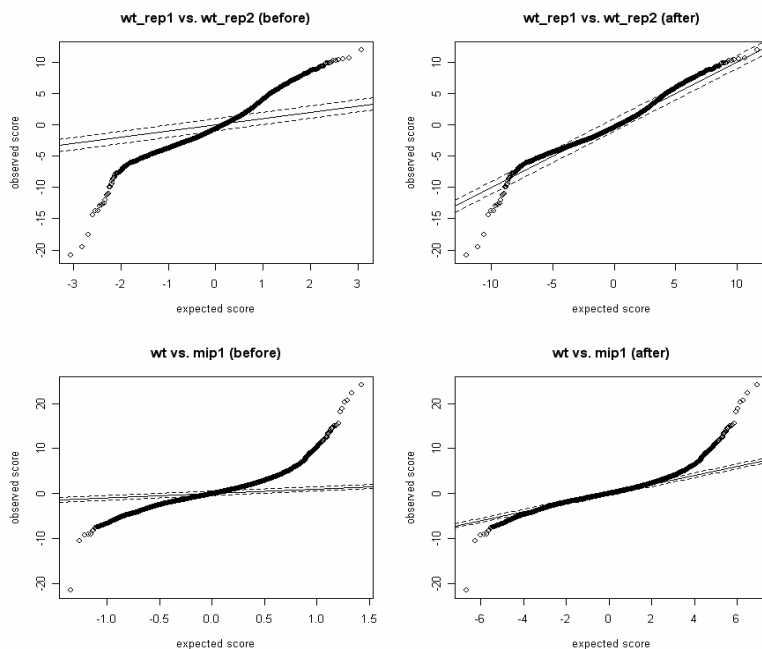 wt_rep1 vs. wt_rep2 (before)
wt_rep1 vs. wt_rep2 (after)
observed score
10
5
0
-5
-10
-15
-20
-3 -2 -1 0 1 2 3
expected score
observed score
10
5
0
-5
-10
-15
-20
-10 -5 0 5 10
expected score
wt vs. mip1 (before)
wt vs. mip1 (after)
observed score
20
10
0
-10
-20
-1.0 -0.5 0.0 0.5 1.0 1.5
expected score
observed score
20
10
0
-10
-20
-6 -4 -2 0 2 4 6
expected score